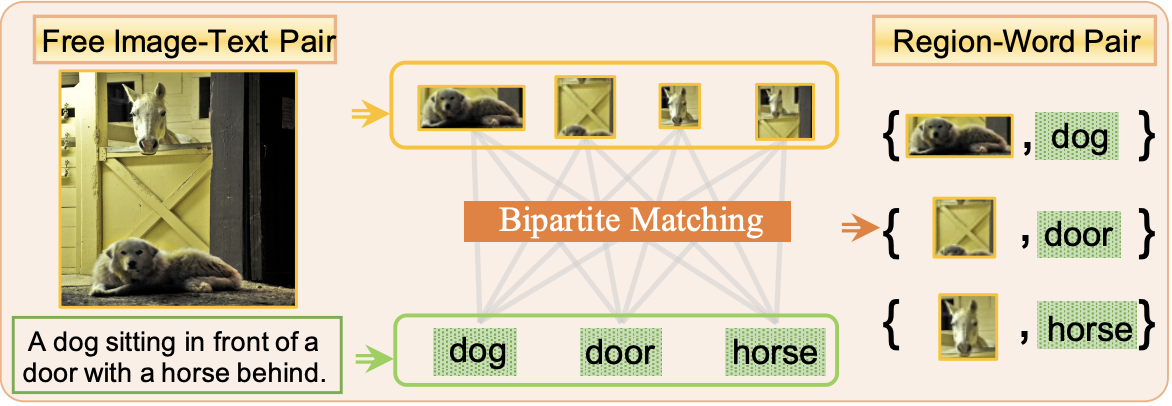 Free Image-Text Pair
Region-Word Pair
{ , dog }
Bipartite Matching
{ , door }
{ , horse }
A dog sitting in front of a
door with a horse behind.
dog door horse